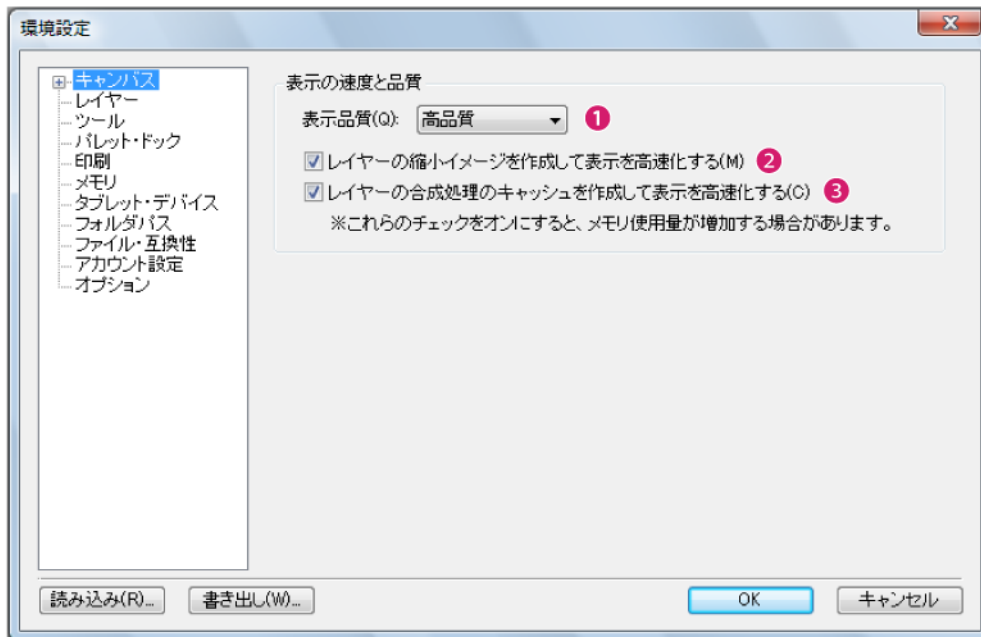 環境設定
キャンバス
レイヤー
ツール
パレット・ドック
印刷
メモリ
タブレット・デバイス
フォルダパス
ファイル・互換性
アカウント設定
オプション
表示の速度と品質
表示品質(Q): 高品質 1
レイヤーの縮小イメージを作成して表示を高速化する(M) 2
レイヤーの合成処理のキャッシュを作成して表示を高速化する(C) 3
※これらのチェックをオンにすると、メモリ使用量が増加する場合があります。
読み込み(R)... 書き出し(W)... OK キャンセル